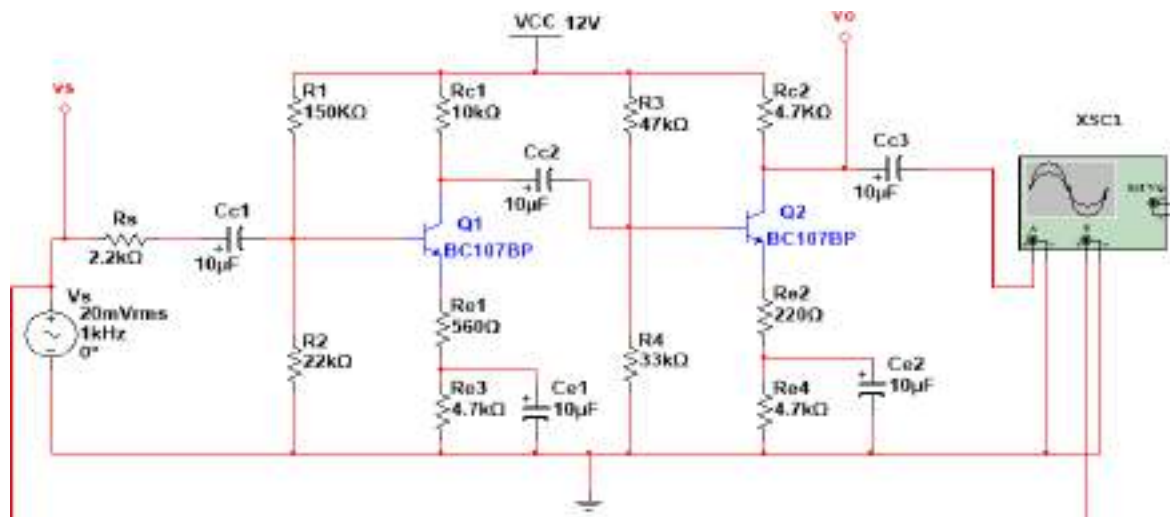 VCC 12V
Vo
vs
R1
150KΩ
Rc1
10kΩ
R3
47kΩ
Rc2
4.7KΩ
XSC1
Cc2
10µF
Cc3
10µF
Rs
2.2kΩ
Cc1
10µF
Q1
BC107BP
Q2
BC107BP
Vs
20mVrms
1kHz
0°
Re1
560Ω
Re2
220Ω
R2
22kΩ
R4
33kΩ
Re3
4.7kΩ
Ce1
10µF
Re4
4.7kΩ
Ce2
10µF
A
B